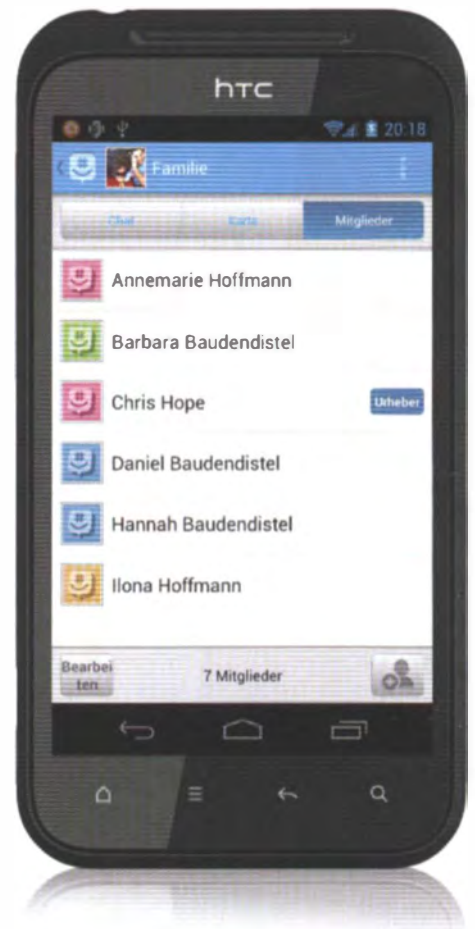 hTC
20:18
Familie
Chat Karte Mitglieder
Annemarie Hoffmann
Barbara Baudendistel
Chris Hope Urheber
Daniel Baudendistel
Hannah Baudendistel
Ilona Hoffmann
Bearbei
ten 7 Mitglieder